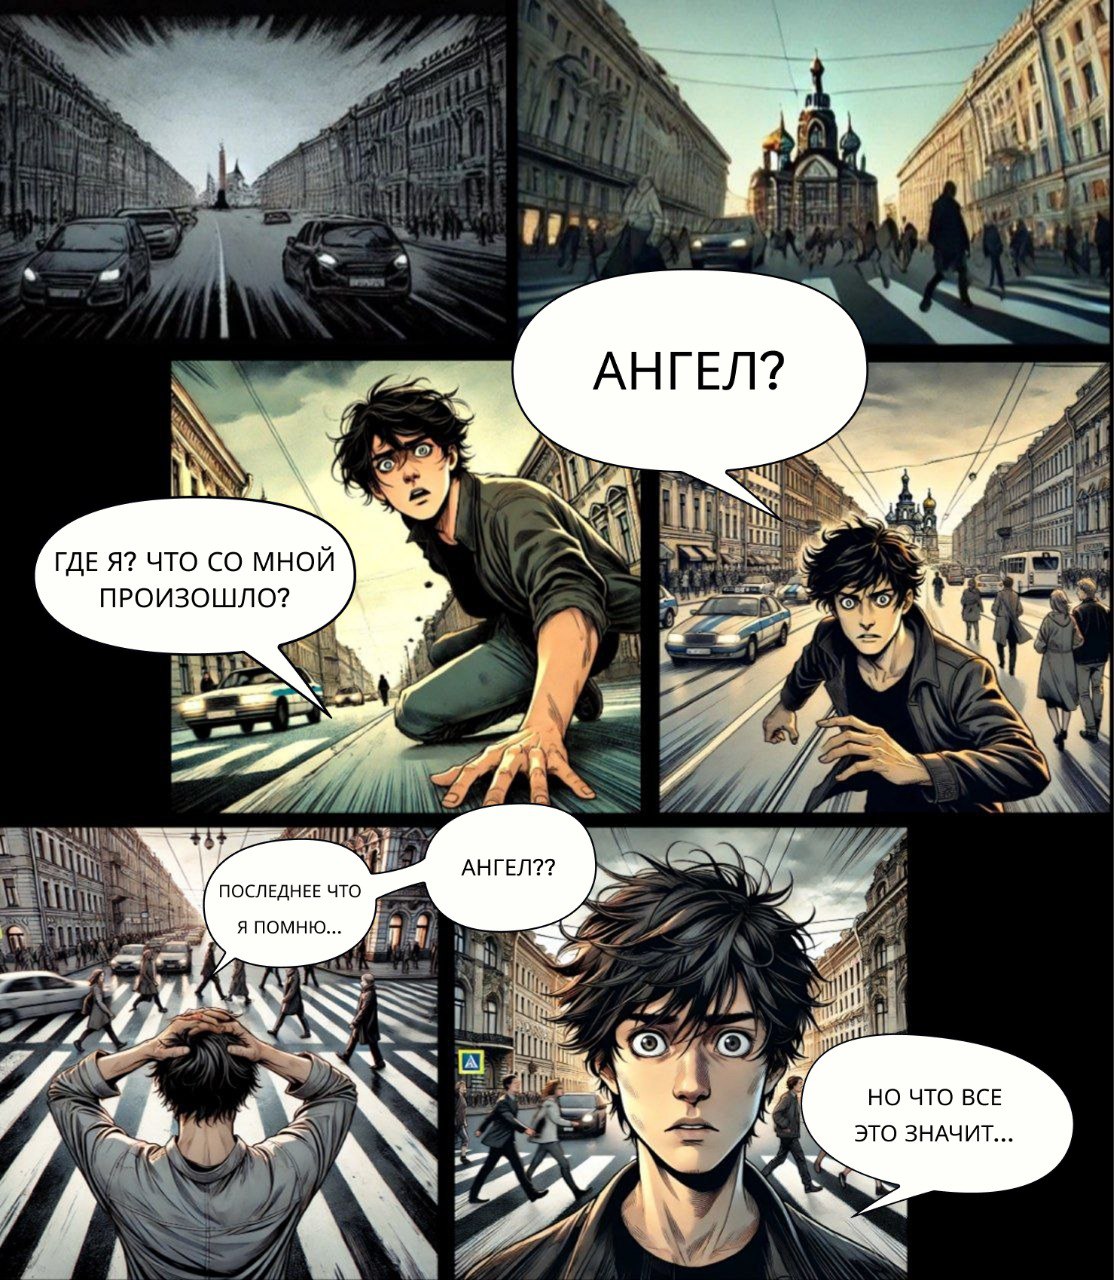 АНГЕЛ?
ГДЕ Я? ЧТО СО МНОЙ
ПРОИЗОШЛО?
ПОСЛЕДНЕЕ ЧТО
Я ПОМНЮ...
АНГЕЛ??
НО ЧТО ВСЕ
ЭТО ЗНАЧИТ...